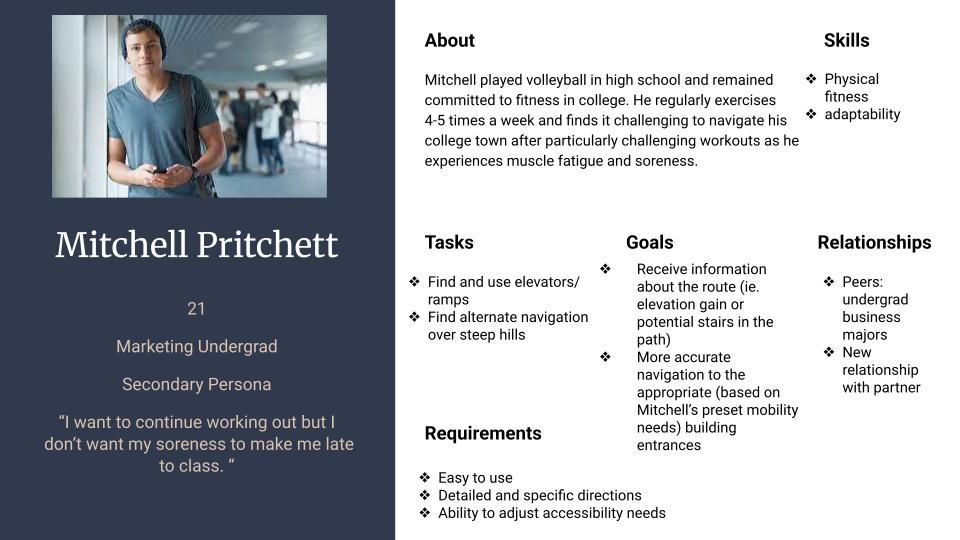 Mitchell Pritchett
21
Marketing Undergrad
Secondary Persona
“I want to continue working out but I
don’t want my soreness to make me late
to class. ”
About
Mitchell played volleyball in high school and remained
committed to fitness in college. He regularly exercises
4-5 times a week and finds it challenging to navigate his
college town after particularly challenging workouts as he
experiences muscle fatigue and soreness.
Skills
❖ Physical
fitness
❖ adaptability
Tasks
❖ Find and use elevators/
ramps
❖ Find alternate navigation
over steep hills
Goals
❖ Receive information
about the route (ie.
elevation gain or
potential stairs in the
path)
❖ More accurate
navigation to the
appropriate (based on
Mitchell’s preset mobility
needs) building
entrances
Relationships
❖ Peers:
undergrad
business
majors
❖ New
relationship
with partner
Requirements
❖ Easy to use
❖ Detailed and specific directions
❖ Ability to adjust accessibility needs